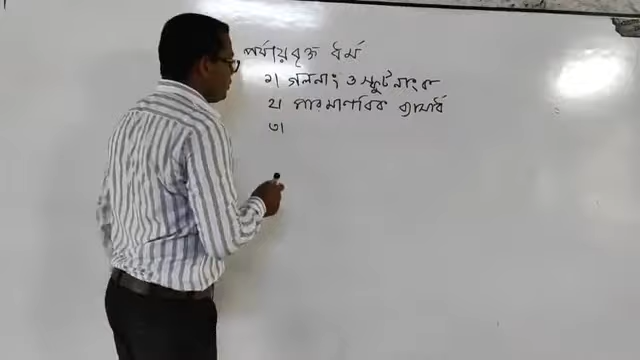 পর্যায়বৃত্ত ধর্ম
১। গলনাংক ও স্ফুটনাংক
২। পারমাণবিক ব্যাসার্ধ
৩।